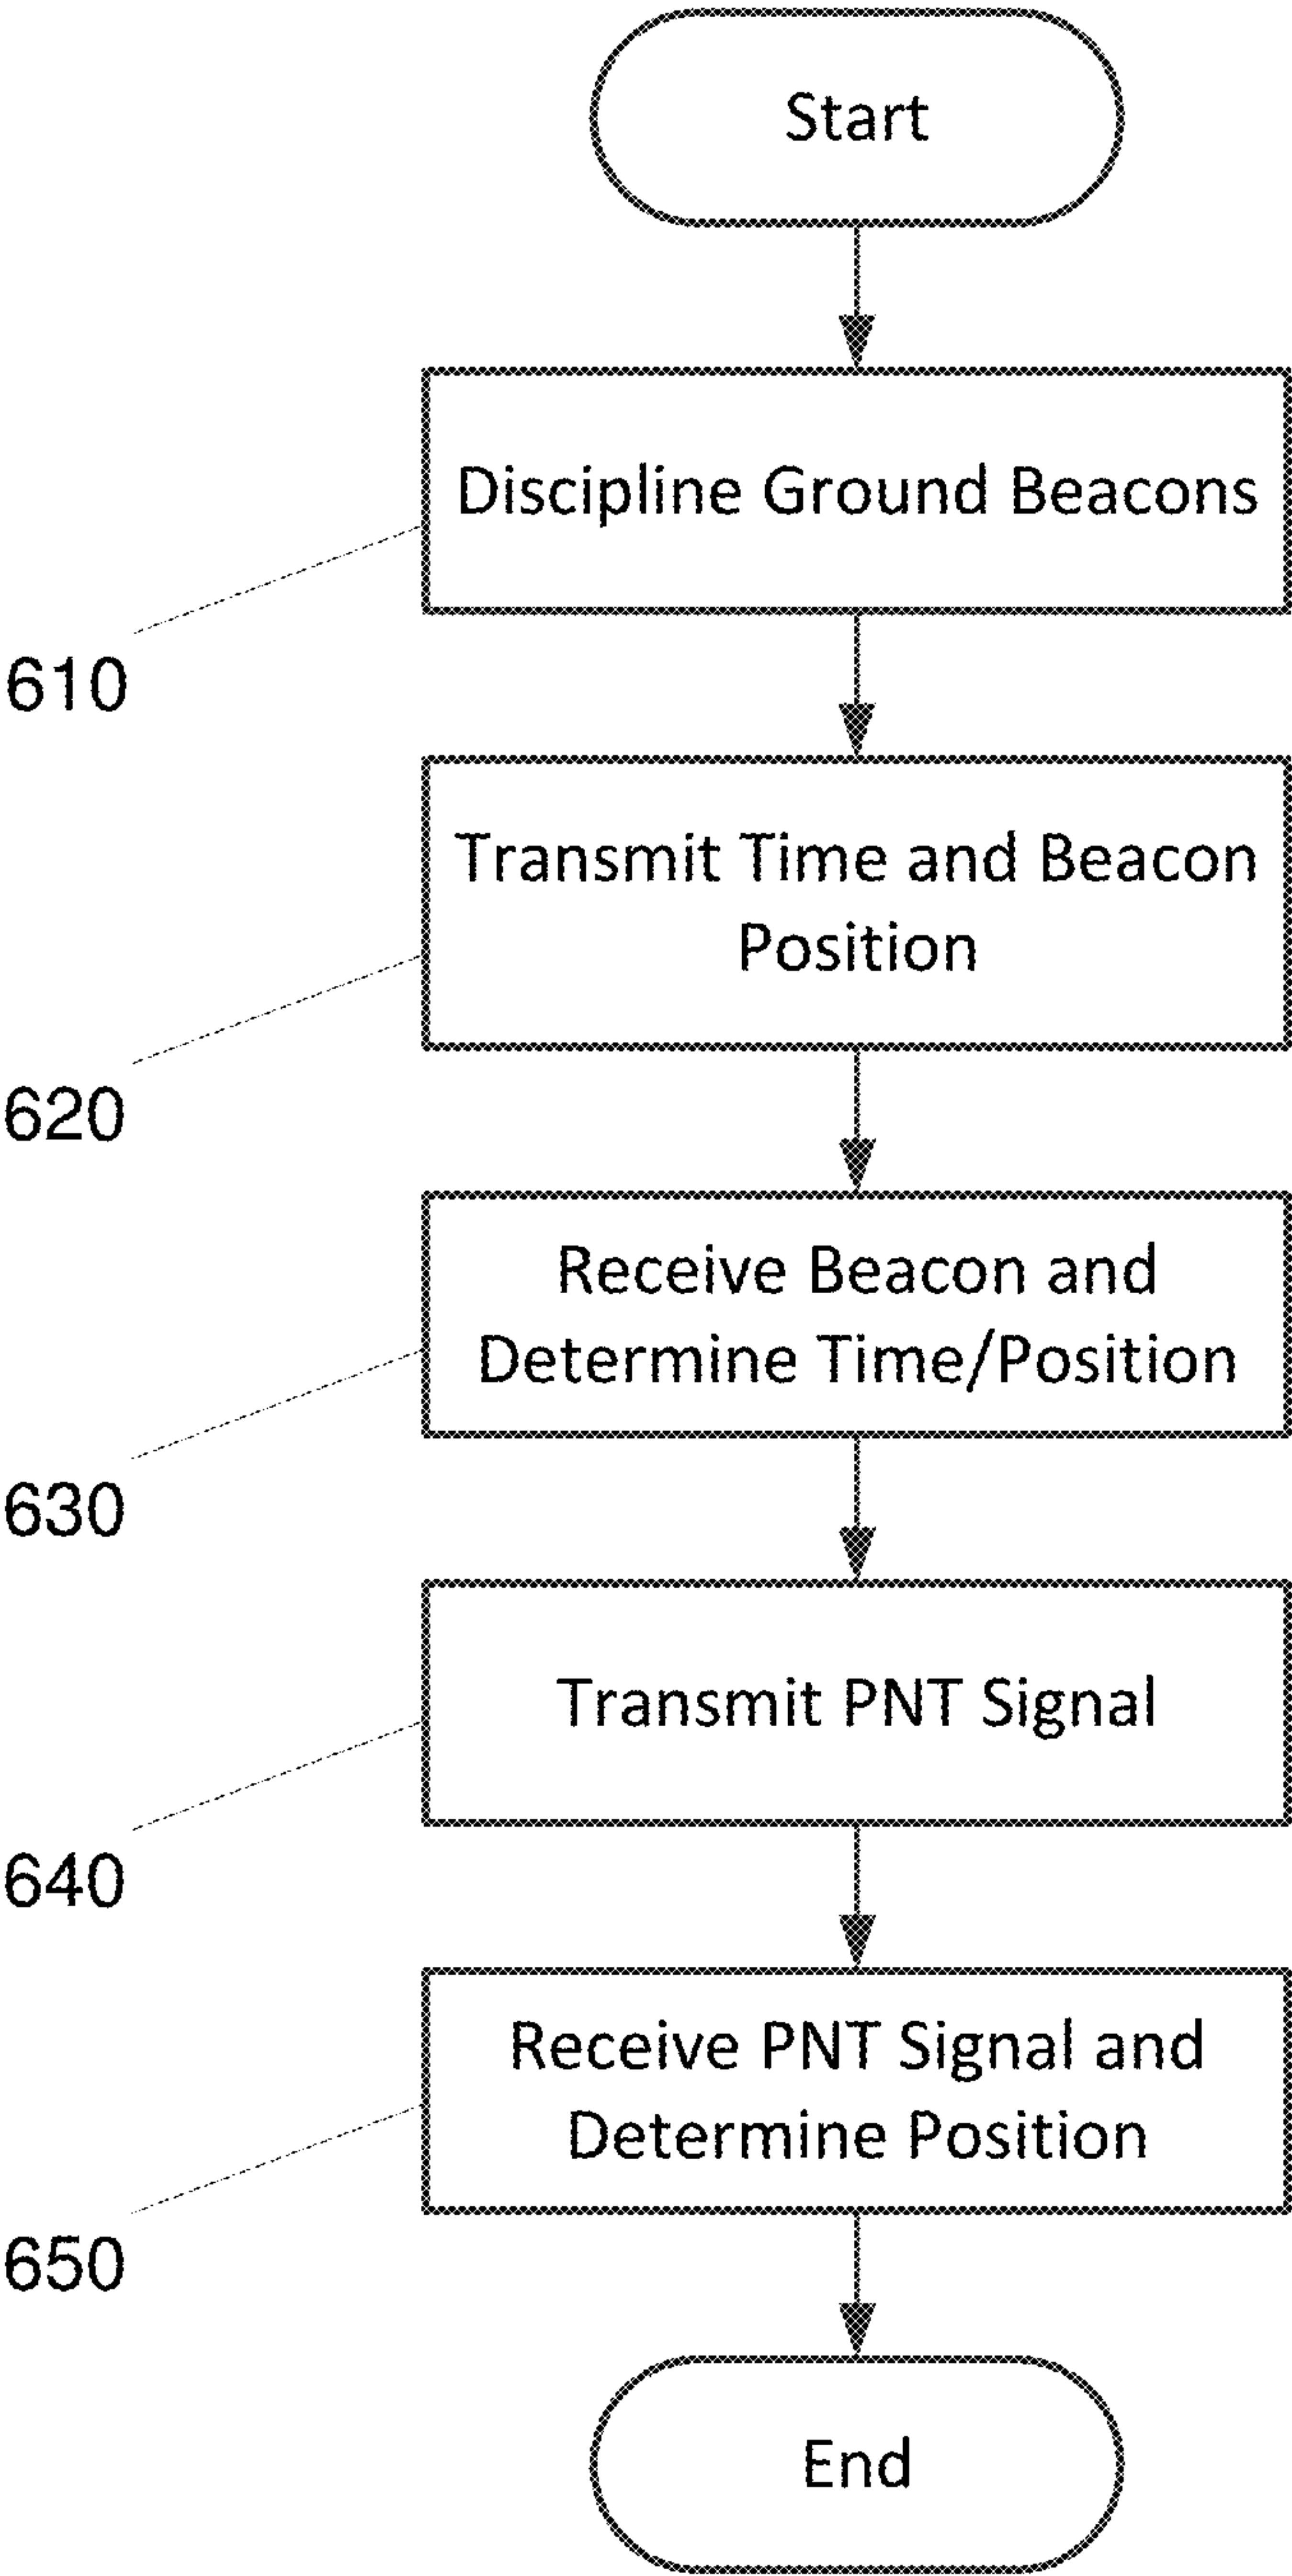 Start
Discipline Ground Beacons
610
Transmit Time and Beacon
Position
620
Receive Beacon and
Determine Time/Position
630
Transmit PNT Signal
640
Receive PNT Signal and
Determine Position
650
End